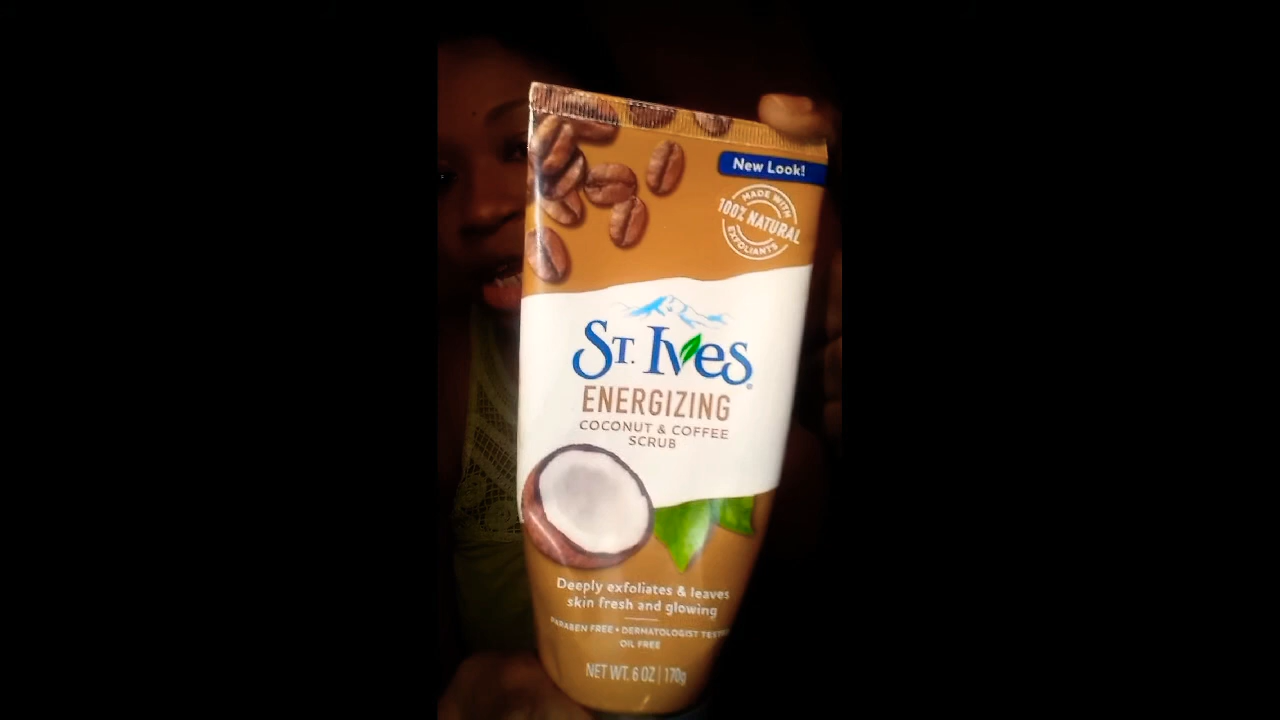 New Look!
MADE WITH
100% NATURAL
EXFOLIANTS
ST. IVES
ENERGIZING
COCONUT & COFFEE
SCRUB
Deeply exfoliates & leaves
skin fresh and glowing
PARABEN FREE • DERMATOLOGIST TESTED
OIL FREE
NET WT. 6 OZ | 170g